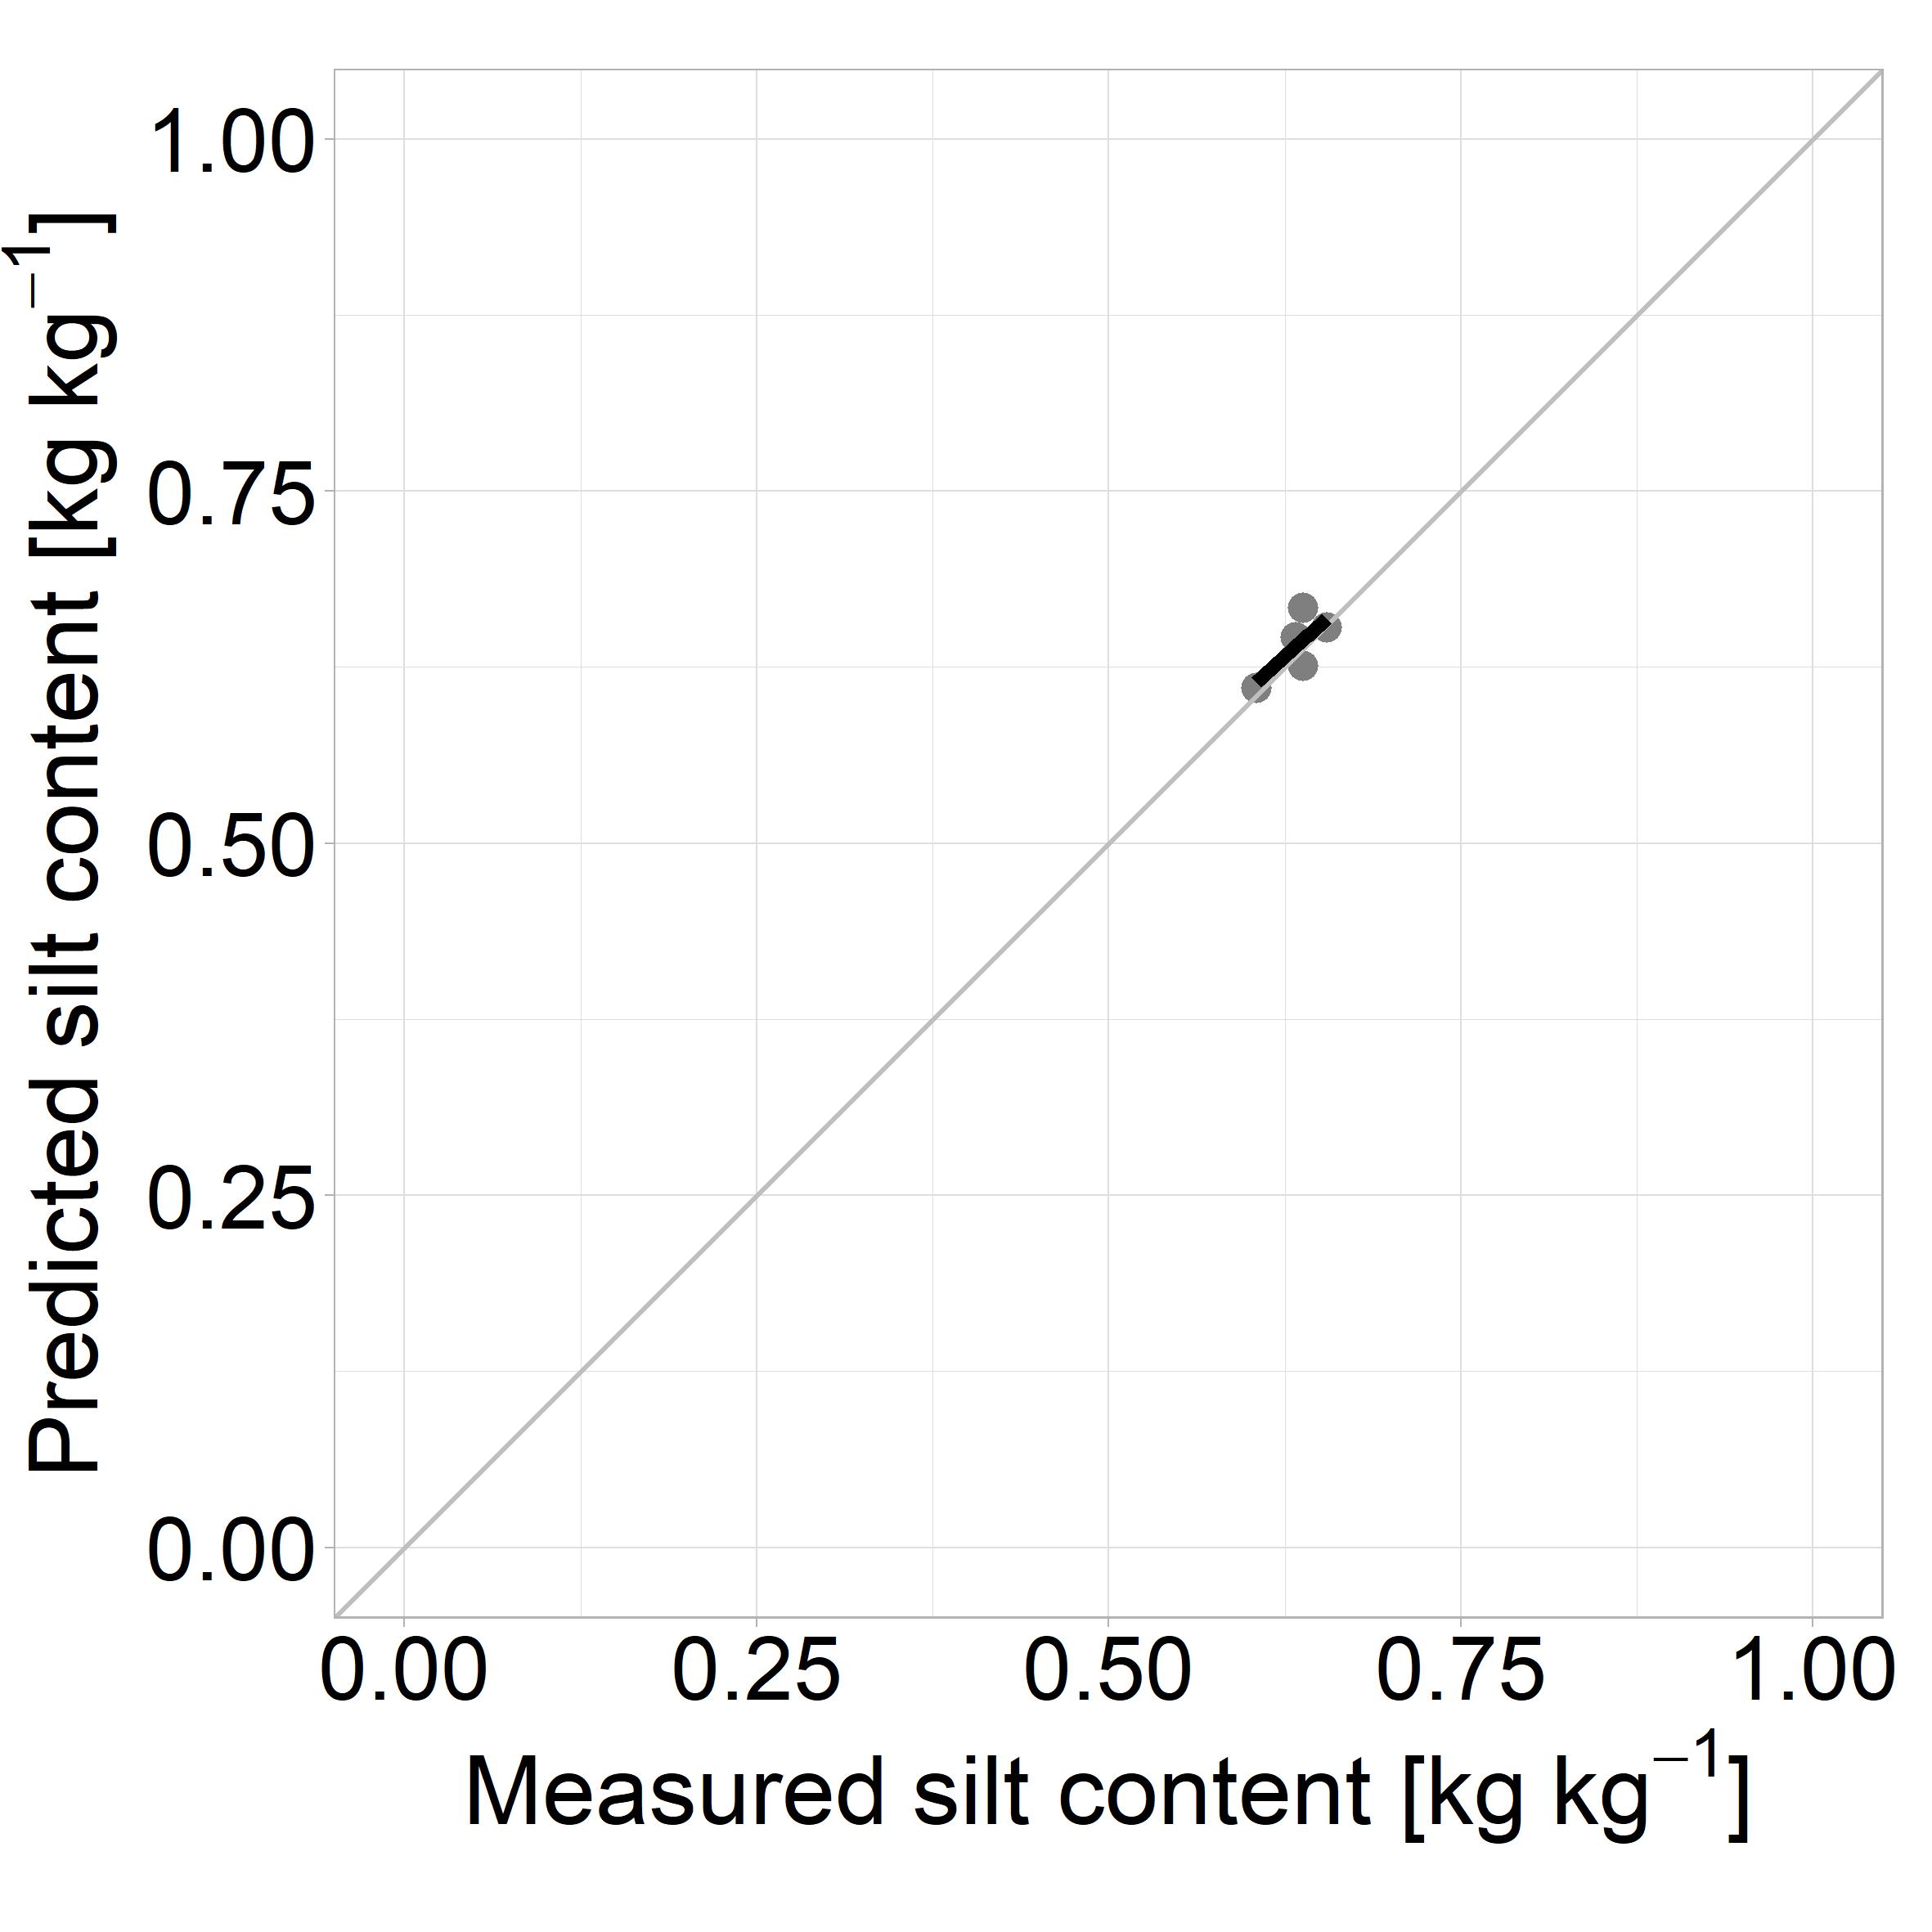 Predicted silt content [kg kg⁻¹]
1.00
0.75
0.50
0.25
0.00
0.00 0.25 0.50 0.75 1.00
Measured silt content [kg kg⁻¹]